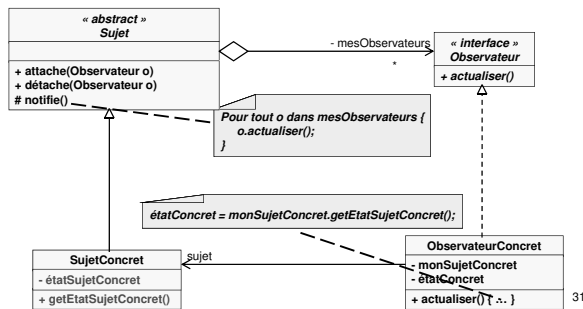 « abstract »
Sujet
+ attache(Observateur o)
+ détache(Observateur o)
# notifie()
- mesObservateurs
*
« interface »
Observateur
+ actualiser()
Pour tout o dans mesObservateurs {
o.actualiser();
}
étatConcret = monSujetConcret.getEtatSujetConcret();
SujetConcret
- étatSujetConcret
+ getEtatSujetConcret()
sujet
ObservateurConcret
- monSujetConcret
- étatConcret
+ actualiser() { ... }
31